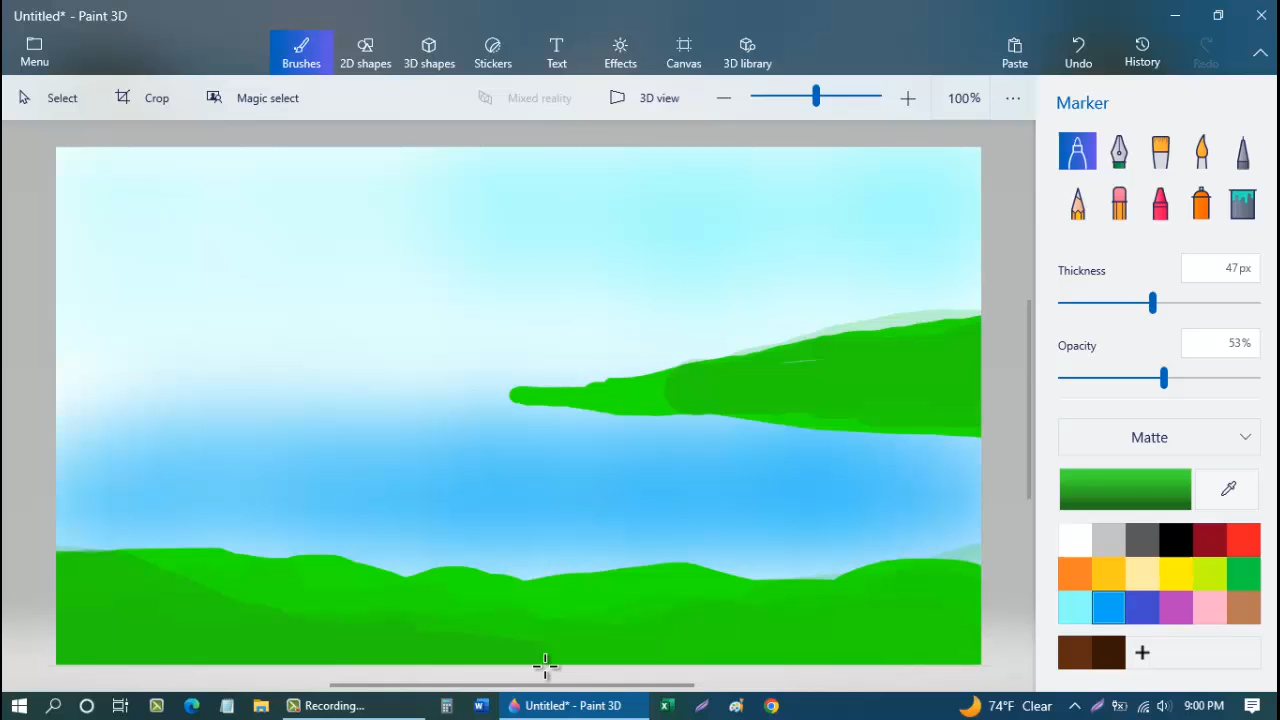 Untitled* - Paint 3D
Menu
Brushes
2D shapes
3D shapes
Stickers
Text
Effects
Canvas
3D library
Paste
Undo
History
Redo
Select
Crop
Magic select
Mixed reality
3D view
100%
Marker
Thickness
47px
Opacity
53%
Matte
Recording...
Untitled* - Paint 3D
74°F Clear
9:00 PM